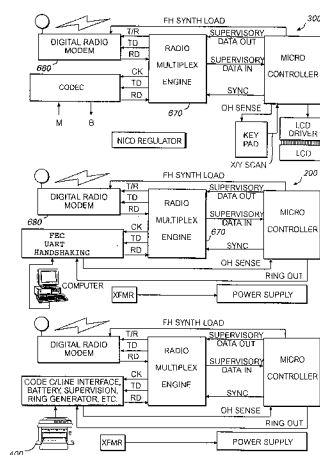 FH SYNTH LOAD
300
DIGITAL RADIO
MODEM
680
T/R
TD
RD
RADIO
MULTIPLEX
ENGINE
670
SUPERVISORY
DATA OUT
SUPERVISORY
DATA IN
SYNC
MICRO
CONTROLLER
CODEC
CK
TD
RD
OH SENSE
M
B
NICO REGULATOR
KEY
PAD
X/Y SCAN
LCD
DRIVER
LCD
FH SYNTH LOAD
200
DIGITAL RADIO
MODEM
680
T/R
TD
RD
RADIO
MULTIPLEX
ENGINE
670
SUPERVISORY
DATA OUT
SUPERVISORY
DATA IN
SYNC
MICRO
CONTROLLER
FEC
UART
HANDSHAKING
CK
TD
RD
OH SENSE
RING OUT
COMPUTER
XFMR
POWER SUPPLY
FH SYNTH LOAD
DIGITAL RADIO
MODEM
T/R
TD
RD
RADIO
MULTIPLEX
ENGINE
SUPERVISORY
DATA OUT
SUPERVISORY
DATA IN
SYNC
MICRO
CONTROLLER
CODE C/LINE INTERFACE,
BATTERY, SUPERVISION,
RING GENERATOR, ETC.
CK
TD
RD
OH SENSE
RING OUT
400
XFMR
POWER SUPPLY